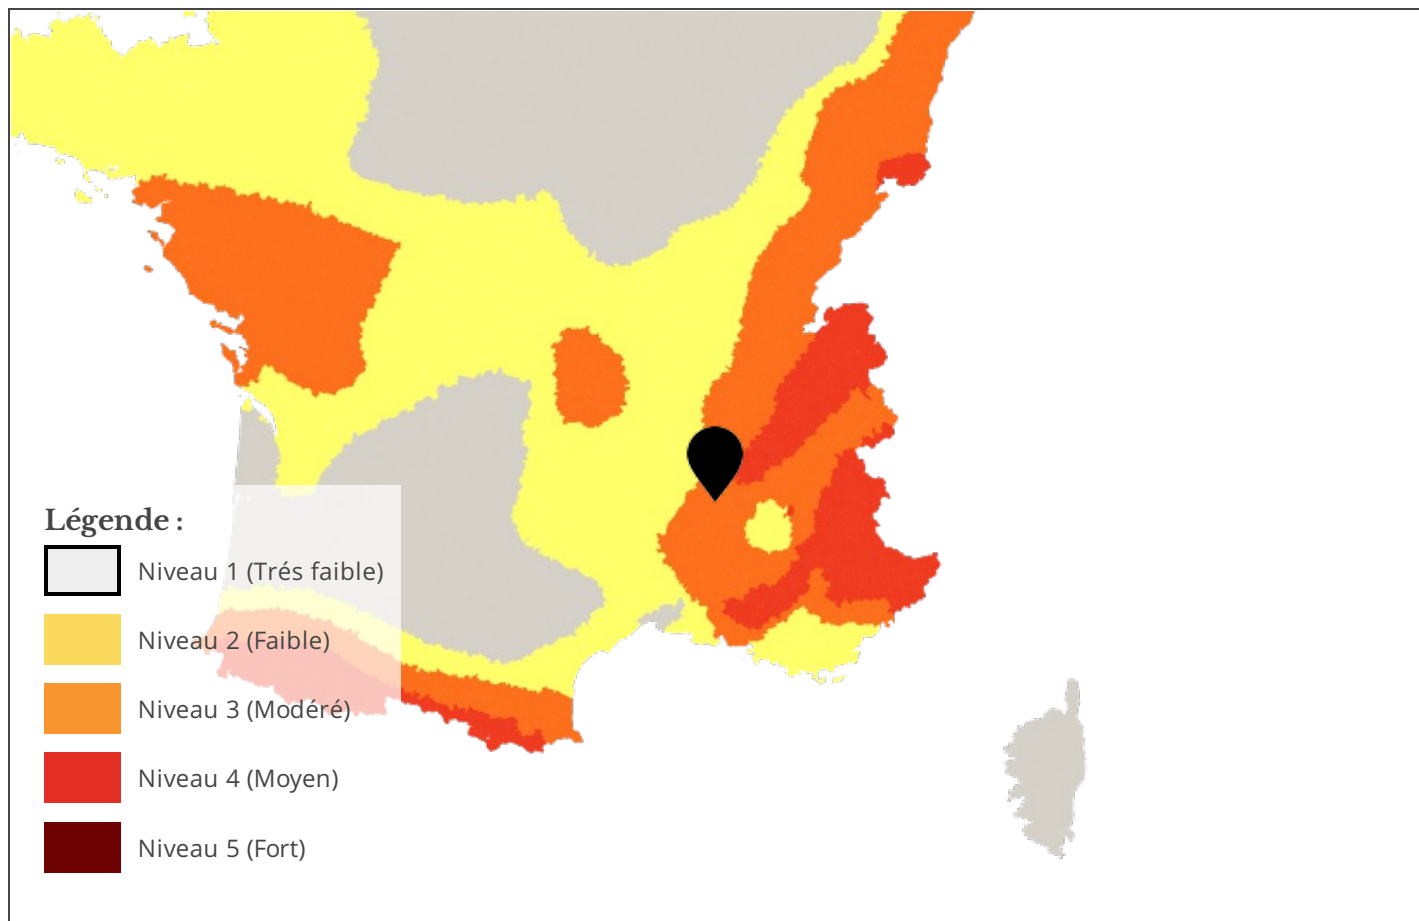 Légende :
Niveau 1 (Trés faible)
Niveau 2 (Faible)
Niveau 3 (Modéré)
Niveau 4 (Moyen)
Niveau 5 (Fort)